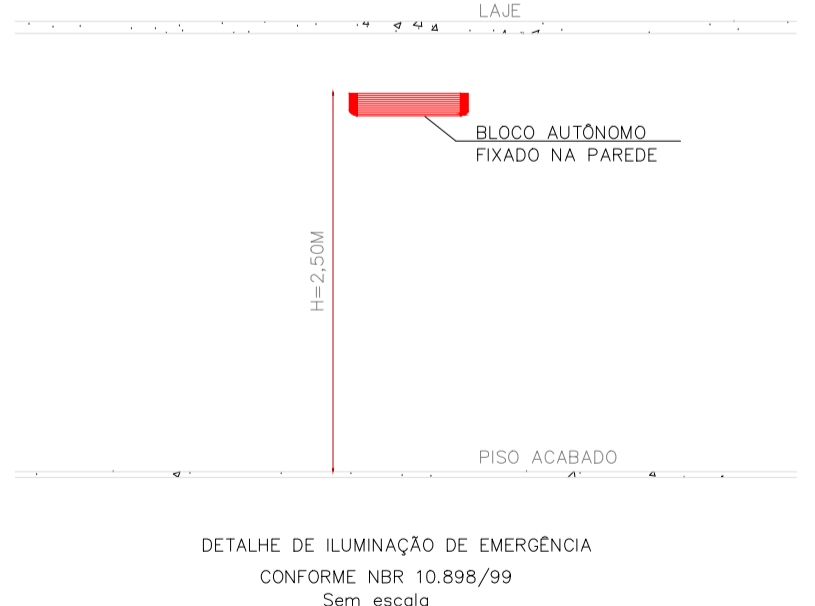 LAJE
BLOCO AUTÔNOMO
FIXADO NA PAREDE
H=2,50M
PISO ACABADO
DETALHE DE ILUMINAÇÃO DE EMERGÊNCIA
CONFORME NBR 10.898/99
Sem escala